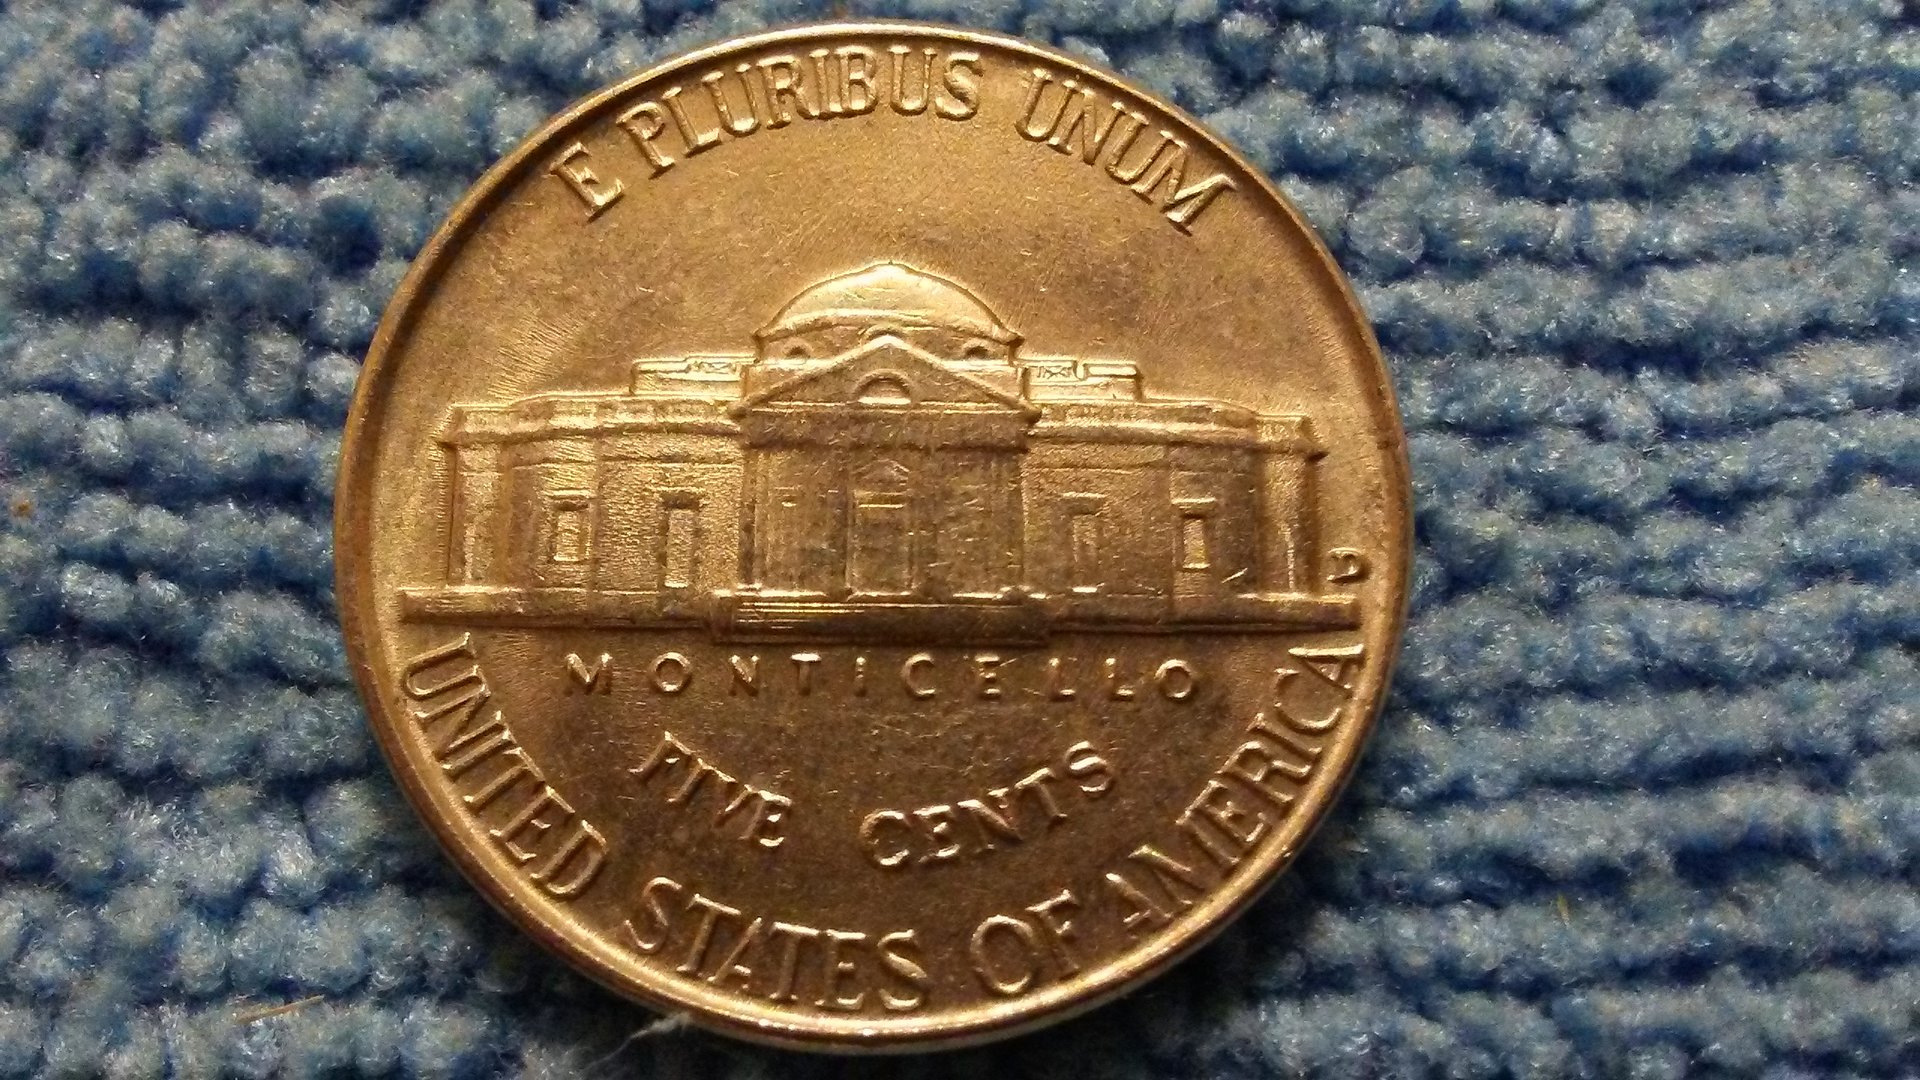 E PLURIBUS UNUM
D
MONTICELLO
FIVE CENTS
UNITED STATES OF AMERICA